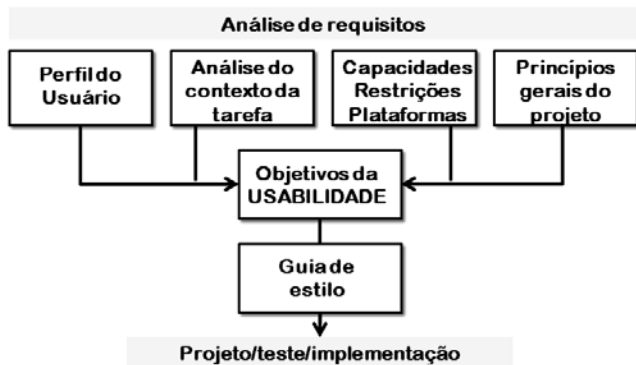 Análise de requisitos
Perfil do
Usuário
Análise do
contexto da
tarefa
Capacidades
Restrições
Plataformas
Princípios
gerais do
projeto
Objetivos da
USABILIDADE
Guia de
estilo
Projeto/teste/implementação